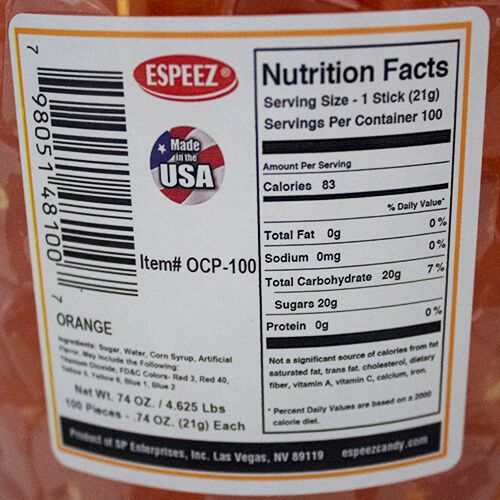 7 98051 48100 7
ESPEEZ®
Made
in the
USA
Item# OCP-100
ORANGE
Ingredients: Sugar, Water, Corn Syrup, Artificial
Flavor, May Include the Following:
Titanium Dioxide, FD&C Colors- Red 3, Red 40,
Yellow 5, Yellow 6, Blue 1, Blue 2
Net Wt. 74 OZ. / 4.625 Lbs
100 Pieces - .74 OZ. (21g) Each
Nutrition Facts
Serving Size - 1 Stick (21g)
Servings Per Container 100
Amount Per Serving
Calories 83
% Daily Value*
Total Fat 0g 0%
Sodium 0mg 0%
Total Carbohydrate 20g 7%
Sugars 20g
Protein 0g 0%
Not a significant source of calories from fat
saturated fat, trans fat. cholesterol, dietary
fiber, vitamin A, vitamin C, calcium, iron.
* Percent Daily Values are based on a 2000
calorie diet.
Product of SP Enterprises, Inc. Las Vegas, NV 89119 espeezcandy.com